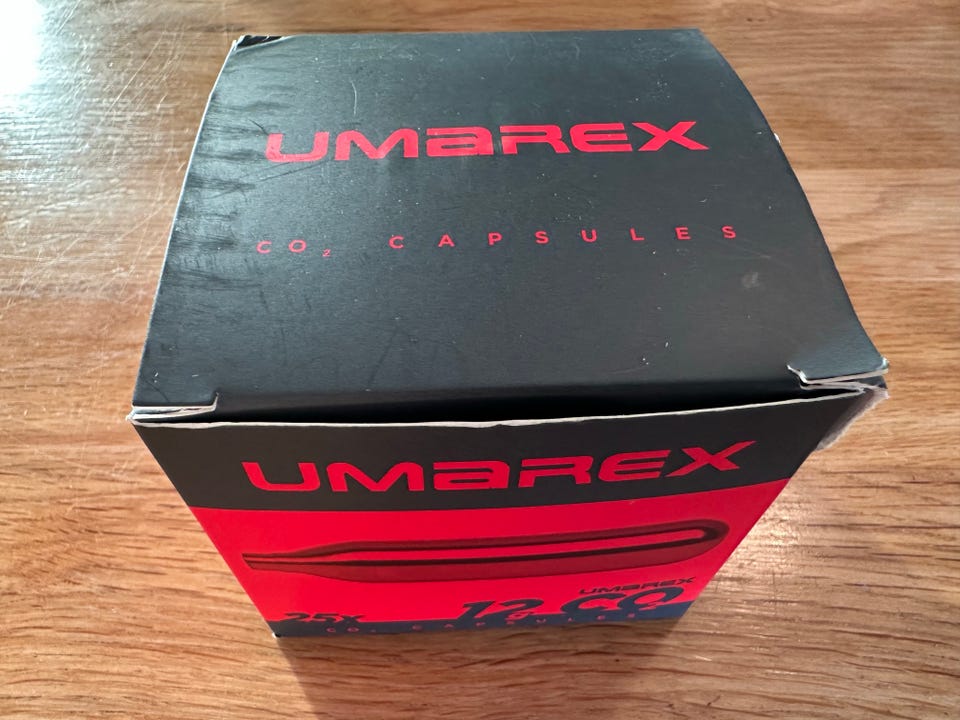 UMAREX
CO₂ CAPSULES
UMAREX
UMAREX
25X 12g CO₂
CO₂ CAPSULES